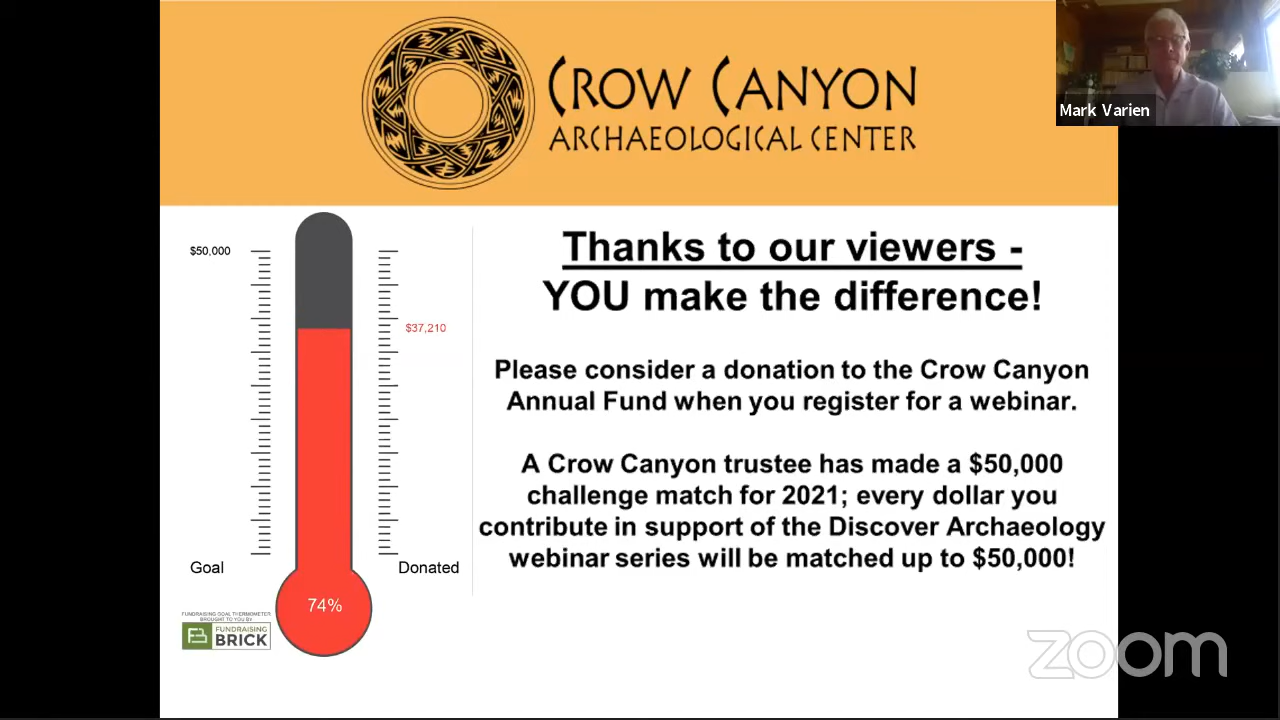 CROW CANYON
ARCHAEOLOGICAL CENTER
Mark Varien
Thanks to our viewers -
YOU make the difference!
$50,000
$37,210
Please consider a donation to the Crow Canyon
Annual Fund when you register for a webinar.
A Crow Canyon trustee has made a $50,000
challenge match for 2021; every dollar you
contribute in support of the Discover Archaeology
webinar series will be matched up to $50,000!
Goal
Donated
74%
FUNDRAISING GOAL THERMOMETER
BROUGHT TO YOU BY
FUNDRAISING
BRICK
zoom